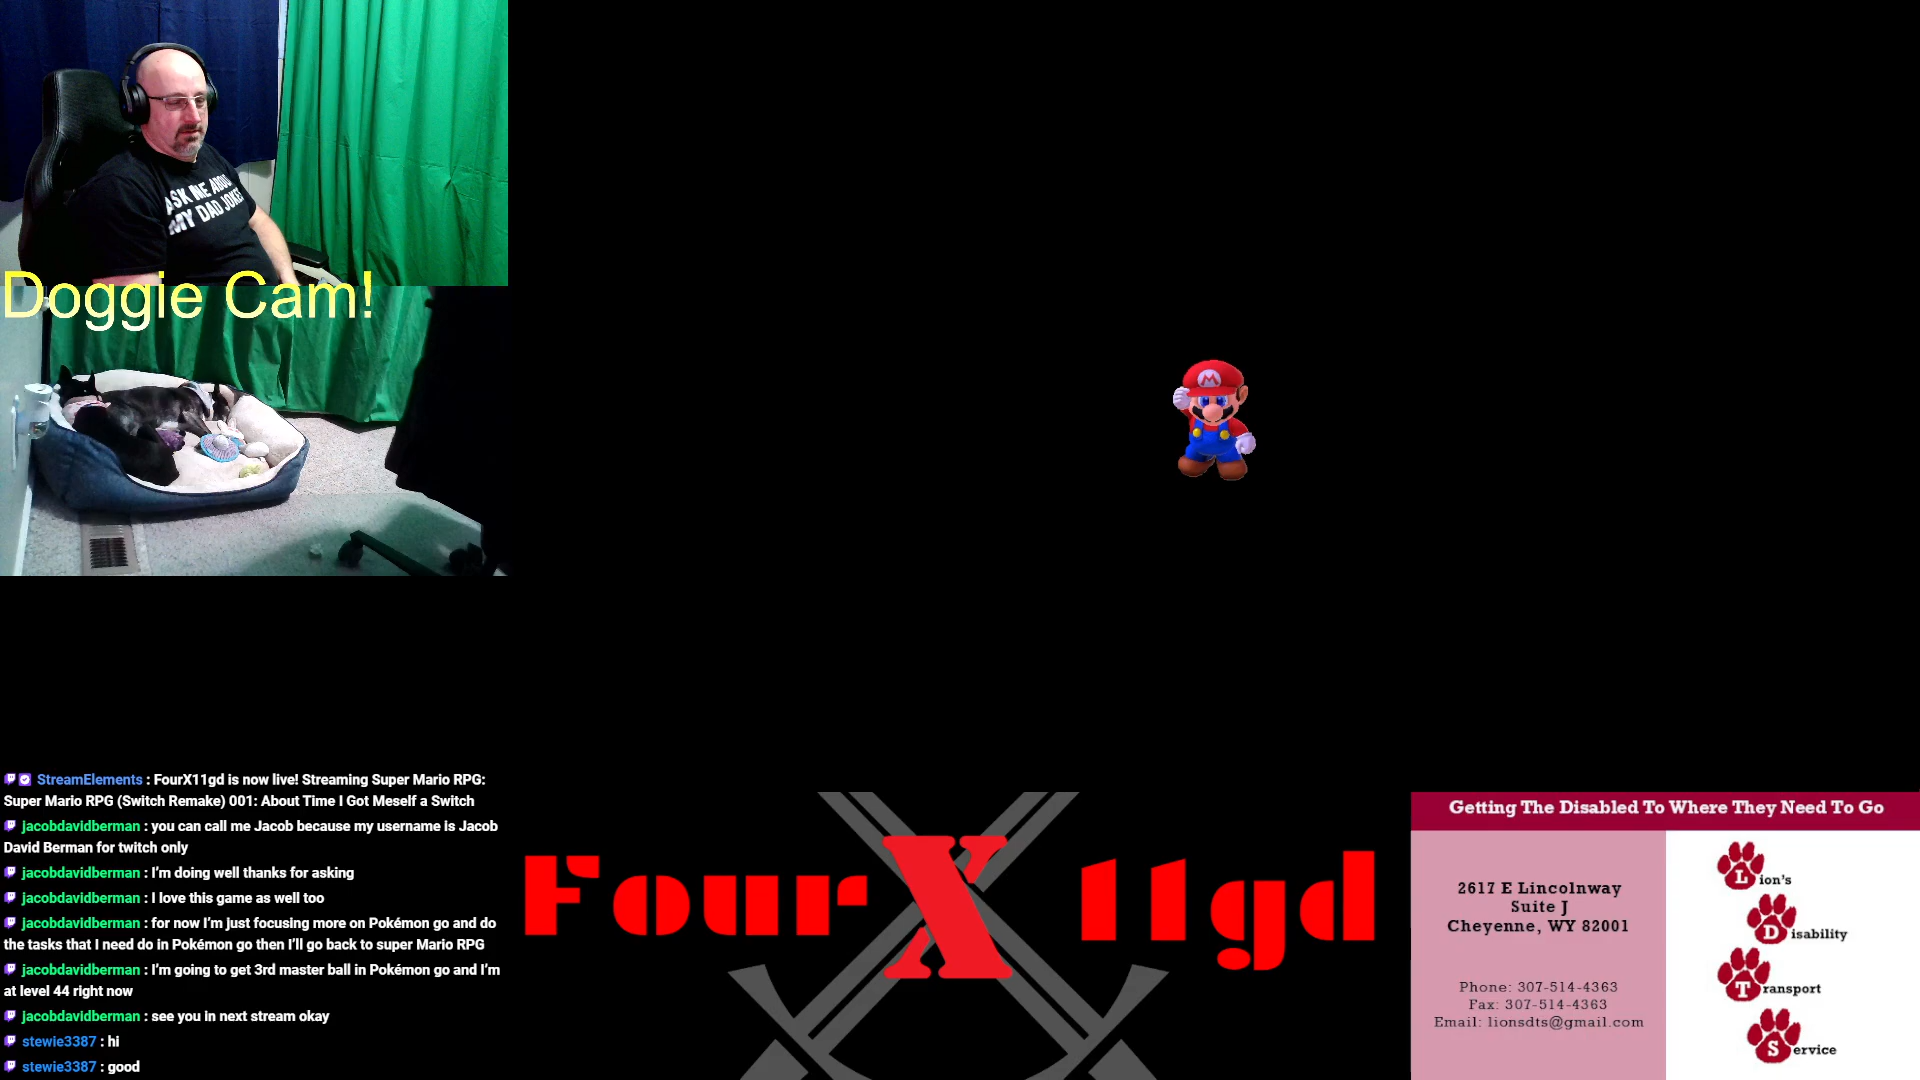 ASK ME ABOUT
MY DAD JOKES
Doggie Cam!
M
StreamElements : FourX11gd is now live! Streaming Super Mario RPG:
Super Mario RPG (Switch Remake) 001: About Time I Got Meself a Switch
jacobdavidberman : you can call me Jacob because my username is Jacob
David Berman for twitch only
jacobdavidberman : I'm doing well thanks for asking
jacobdavidberman : I love this game as well too
jacobdavidberman : for now I'm just focusing more on Pokémon go and do
the tasks that I need do in Pokémon go then I'll go back to super Mario RPG
jacobdavidberman : I'm going to get 3rd master ball in Pokémon go and I'm
at level 44 right now
jacobdavidberman : see you in next stream okay
stewie3387 : hi
stewie3387 : good
FourX11gd
Getting The Disabled To Where They Need To Go
2617 E Lincolnway
Suite J
Cheyenne, WY 82001
Phone: 307-514-4363
Fax: 307-514-4363
Email: lionsdts@gmail.com
Lion's
Disability
Transport
Service